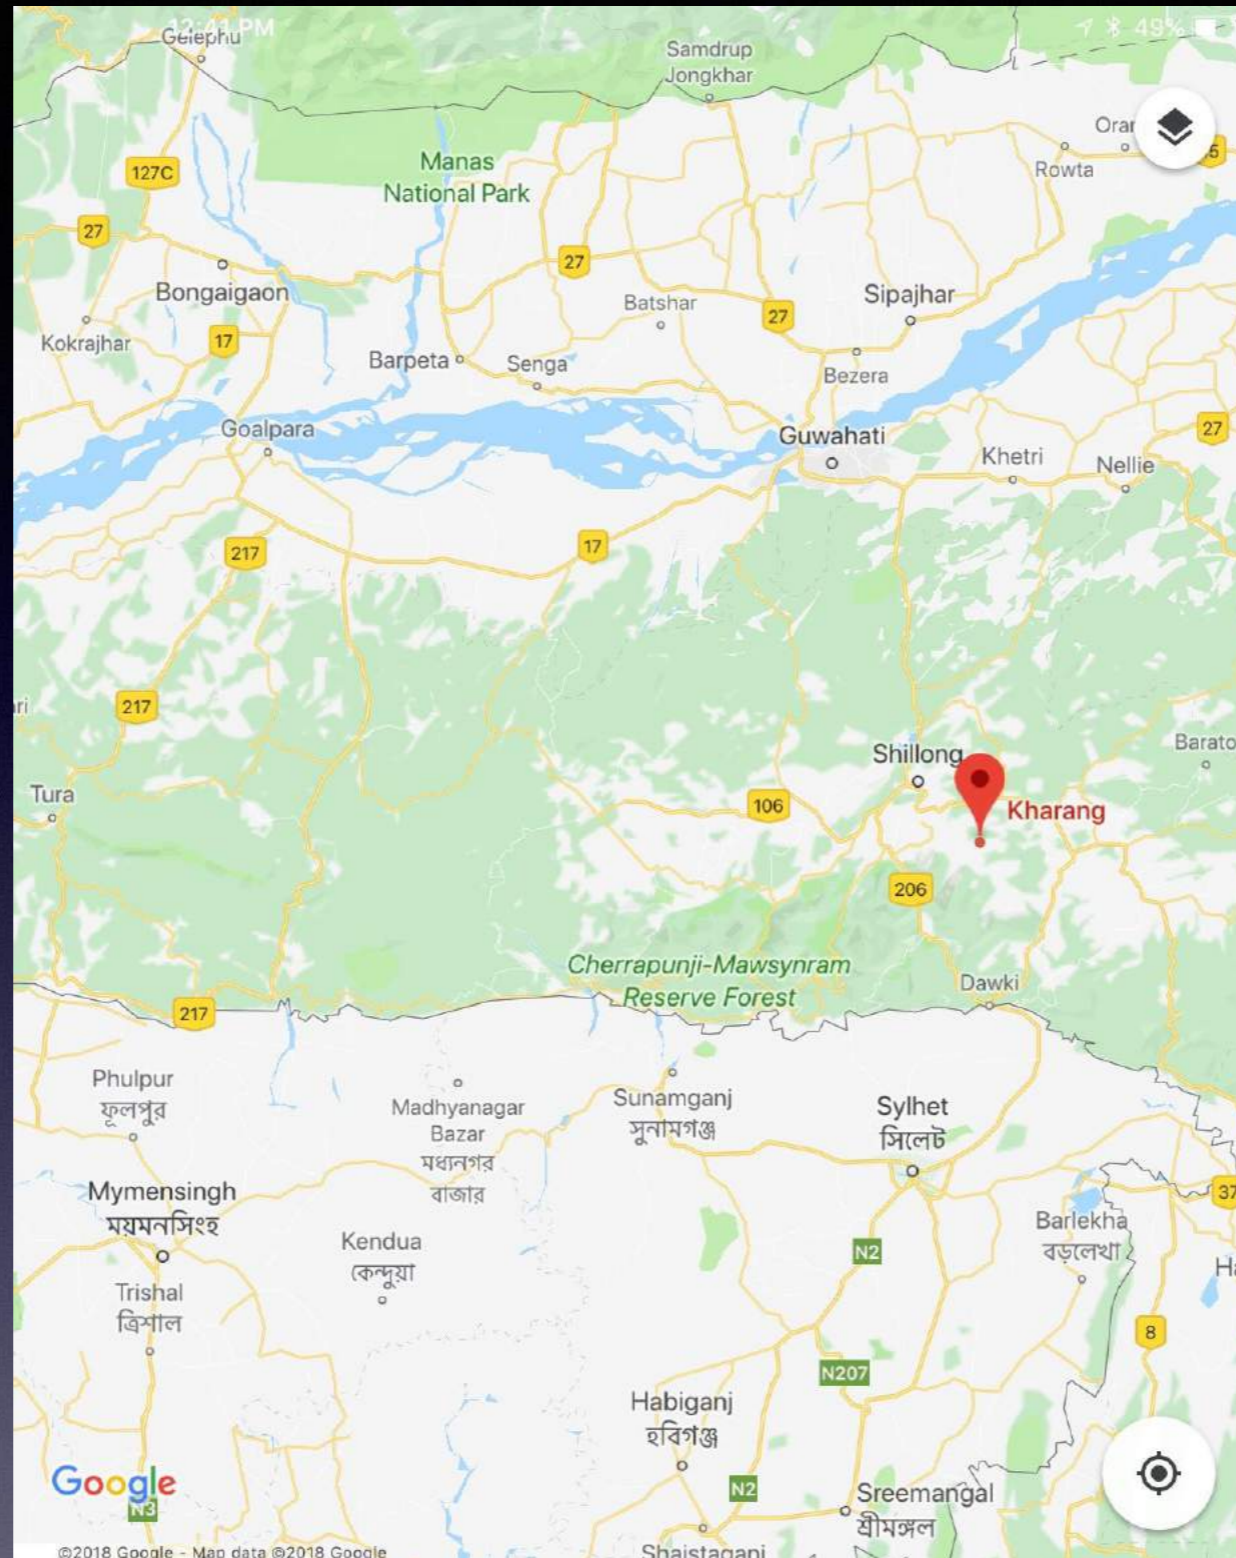 12:41 PM
49%
Gelephu
Samdrup
Jongkhar
Manas
National Park
127C
Rowta
27
27
Bongaigaon
Batshar
27
Sipajhar
Kokrajhar
17
Barpeta
Senga
Bezera
Goalpara
Guwahati
27
Khetri
Nellie
217
17
217
Shillong
Tura
106
Kharang
206
Cherrapunji-Mawsynram
Reserve Forest
Dawki
217
Phulpur
ফুলপুর
Madhyanagar
Bazar
মধ্যনগর
বাজার
Sunamganj
সুনামগঞ্জ
Sylhet
সিলেট
Mymensingh
ময়মনসিংহ
37
Kendua
কেন্দুয়া
Barlekha
বড়লেখা
N2
Trishal
ত্রিশাল
8
N207
Habiganj
হবিগঞ্জ
Google
N3
N2
Sreemangal
শ্রীমঙ্গল
©2018 Google - Map data ©2018 Google